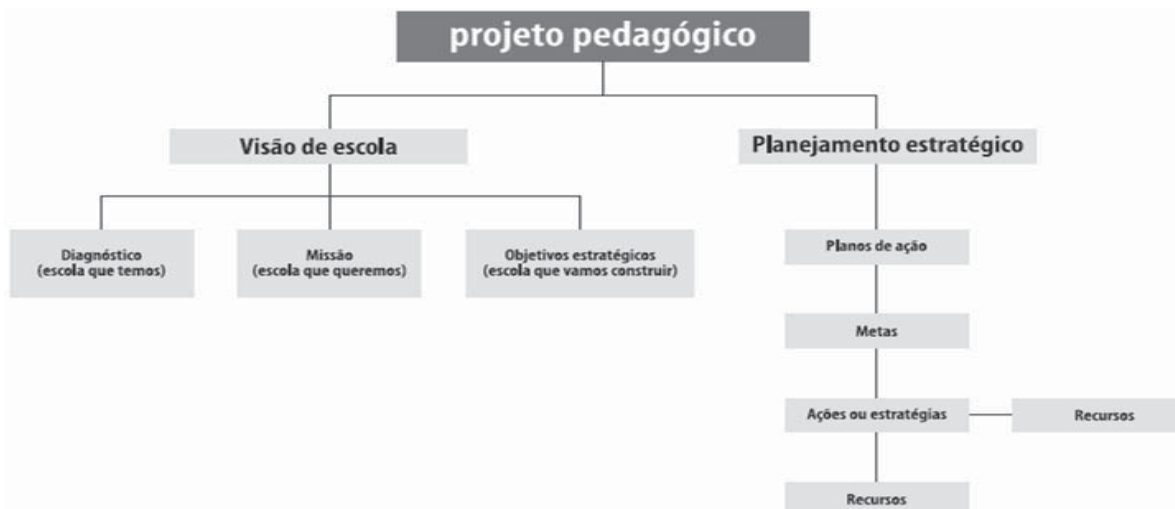 projeto pedagógico
Visão de escola
Planejamento estratégico
Diagnóstico
(escola que temos)
Missão
(escola que queremos)
Objetivos estratégicos
(escola que vamos construir)
Planos de ação
Metas
Ações ou estratégias
Recursos
Recursos